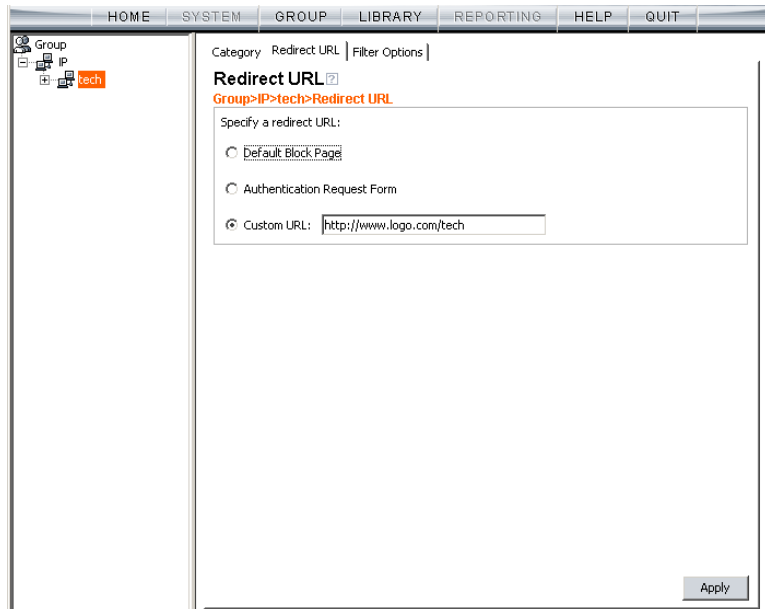 HOME SYSTEM GROUP LIBRARY REPORTING HELP QUIT
Group
IP
tech
Category Redirect URL Filter Options
Redirect URL ?
Group>IP>tech>Redirect URL
Specify a redirect URL:
Default Block Page
Authentication Request Form
Custom URL: http://www.logo.com/tech
Apply